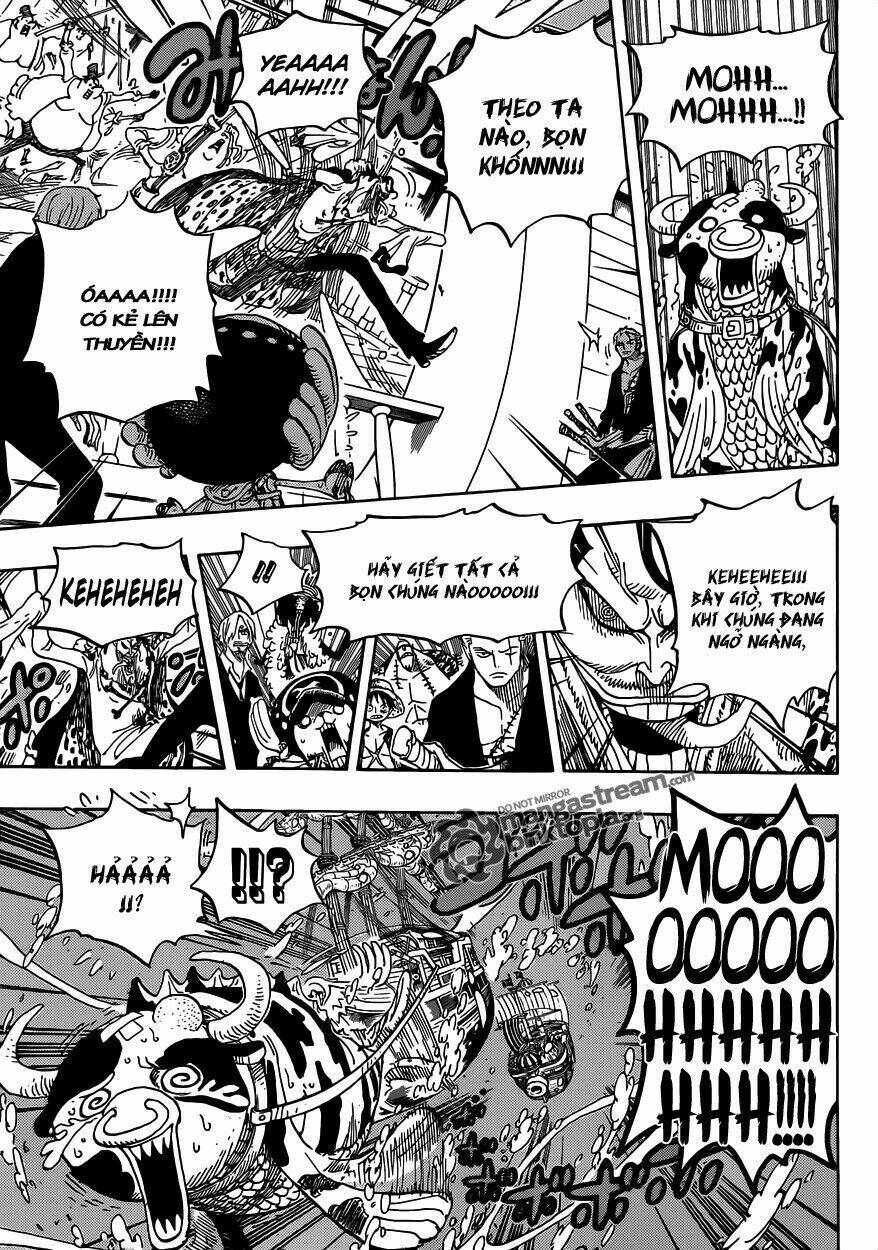 MOHH...
MOHHH...!!
THEO TA
NÀO, BỌN
KHỐNNN!!!
YEAAAA
AAHH!!!
ÓAAAA!!!!
CÓ KẺ LÊN
THUYỀN!!!
KEHEEHEE!!!
BÂY GIỜ, TRONG
KHI CHÚNG ĐANG
NGỠ NGÀNG,
HÃY GIẾT TẤT CẢ
BỌN CHÚNG NÀOOOOO!!!
!!
KEHEHEHEH
DO NOT MIRROR
mangastream.com
MOOO
OOOOO
HHHHH
HHH!!!!...
!!?
HẢẢẢẢ
!!?